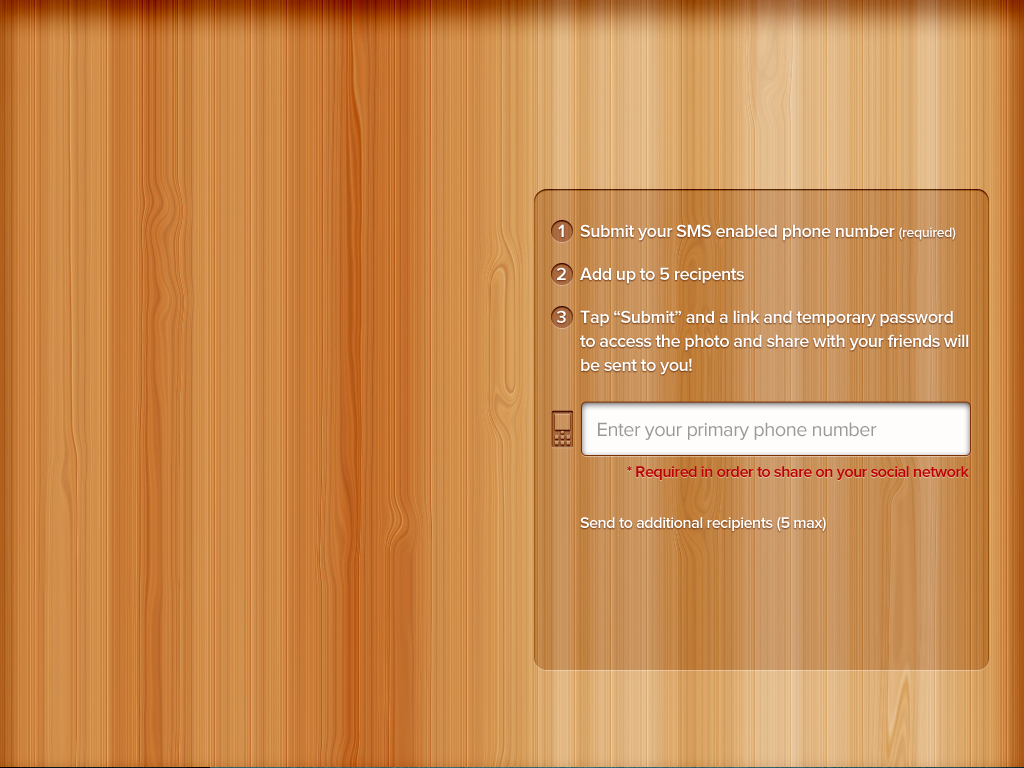 1 Submit your SMS enabled phone number (required)
2 Add up to 5 recipents
3 Tap “Submit” and a link and temporary password
to access the photo and share with your friends will
be sent to you!
Enter your primary phone number
* Required in order to share on your social network
Send to additional recipients (5 max)